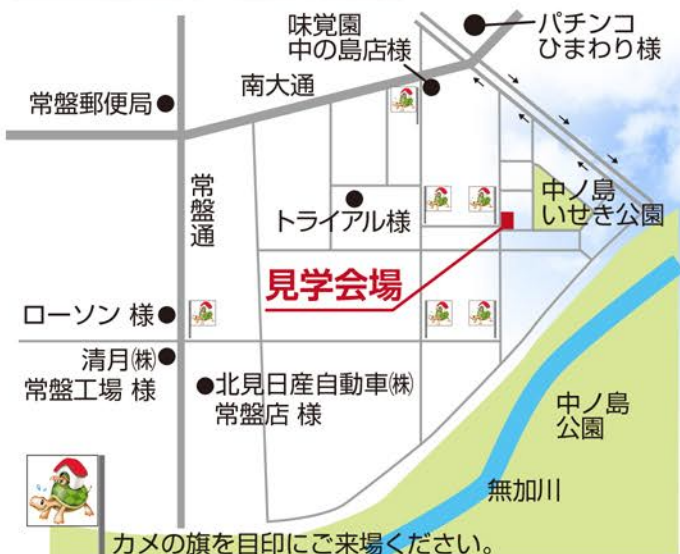 味覚園
中の島店様
パチンコ
ひまわり様
常盤郵便局
南大通
常盤通
中ノ島
いせき公園
トライアル様
見学会場
ローソン 様
清月㈱
常盤工場 様
北見日産自動車㈱
常盤店 様
中ノ島
公園
無加川
カメの旗を目印にご来場ください。